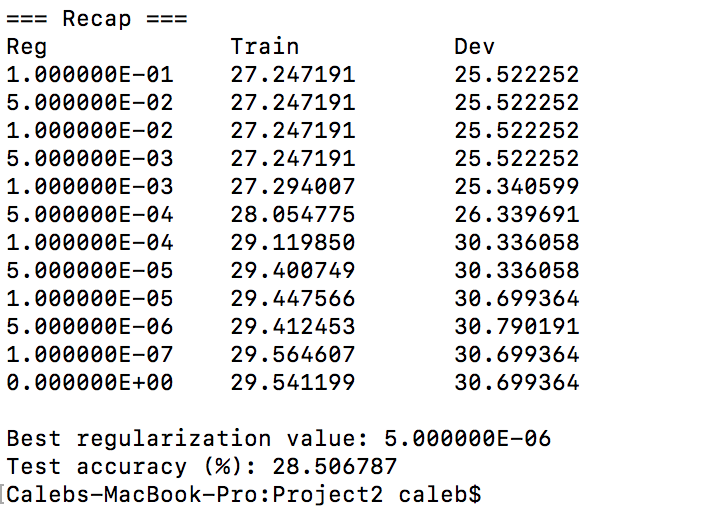 === Recap ===
Reg Train Dev
1.000000E-01 27.247191 25.522252
5.000000E-02 27.247191 25.522252
1.000000E-02 27.247191 25.522252
5.000000E-03 27.247191 25.522252
1.000000E-03 27.294007 25.340599
5.000000E-04 28.054775 26.339691
1.000000E-04 29.119850 30.336058
5.000000E-05 29.400749 30.336058
1.000000E-05 29.447566 30.699364
5.000000E-06 29.412453 30.790191
1.000000E-07 29.564607 30.699364
0.000000E+00 29.541199 30.699364
Best regularization value: 5.000000E-06
Test accuracy (%): 28.506787
[Calebs-MacBook-Pro:Project2 caleb$